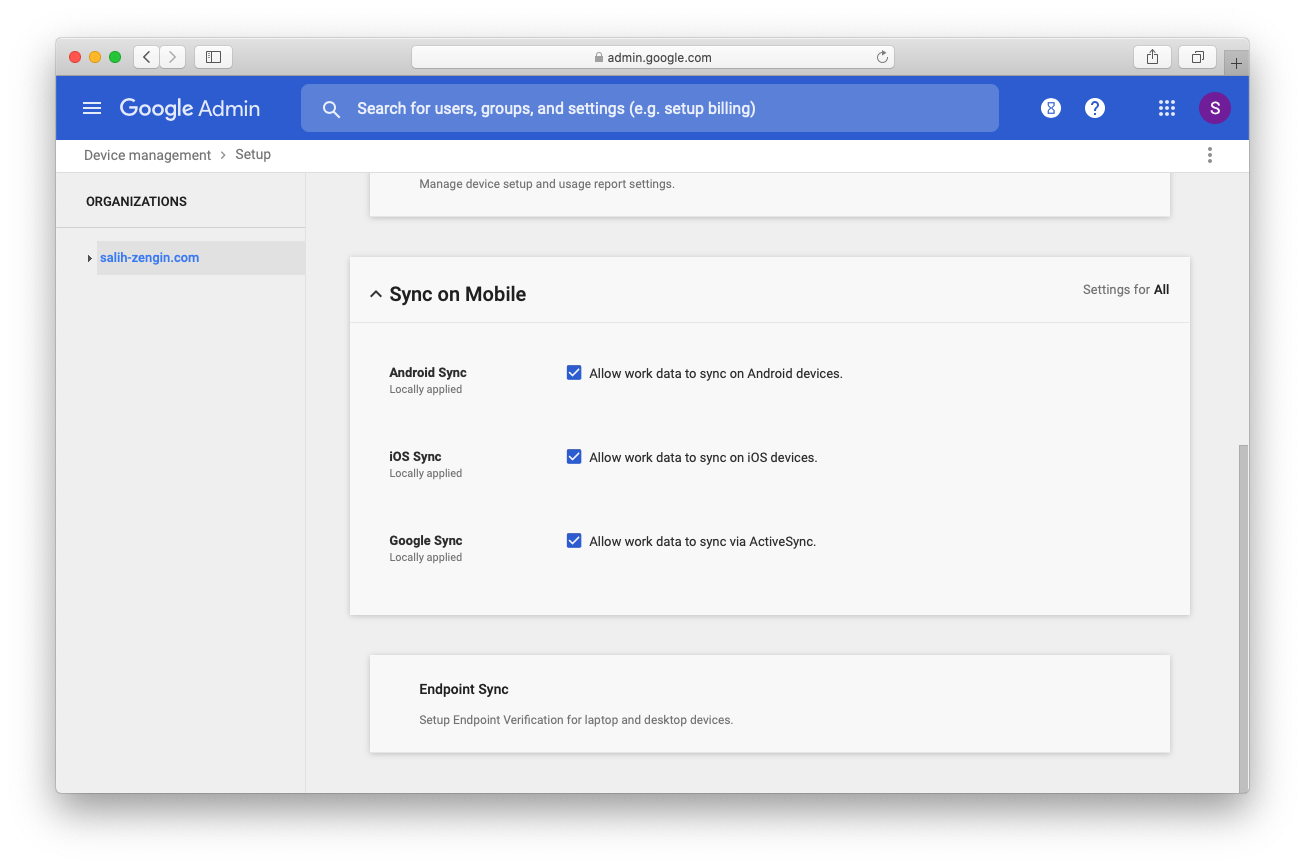 admin.google.com
Google Admin
Search for users, groups, and settings (e.g. setup billing)
S
Device management > Setup
ORGANIZATIONS
salih-zengin.com
Manage device setup and usage report settings.
Sync on Mobile
Settings for All
Android Sync
Locally applied
Allow work data to sync on Android devices.
iOS Sync
Locally applied
Allow work data to sync on iOS devices.
Google Sync
Locally applied
Allow work data to sync via ActiveSync.
Endpoint Sync
Setup Endpoint Verification for laptop and desktop devices.